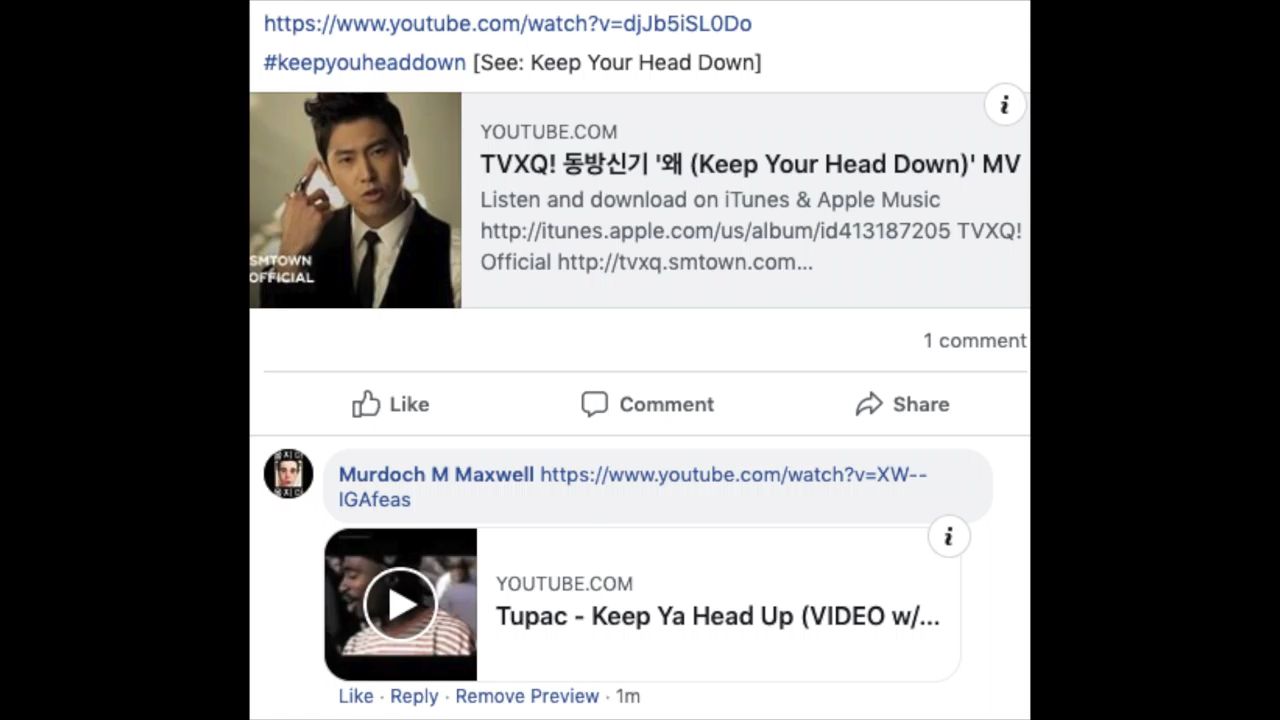 https://www.youtube.com/watch?v=djJb5iSL0Do
#keepyouheaddown [See: Keep Your Head Down]
SMTOWN
OFFICIAL
YOUTUBE.COM
TVXQ! 동방신기 '왜 (Keep Your Head Down)' MV
Listen and download on iTunes & Apple Music
http://itunes.apple.com/us/album/id413187205 TVXQ!
Official http://tvxq.smtown.com...
1 comment
Like Comment Share
Murdoch M Maxwell https://www.youtube.com/watch?v=XW--
lGAfeas
YOUTUBE.COM
Tupac - Keep Ya Head Up (VIDEO w/...
Like · Reply · Remove Preview · 1m